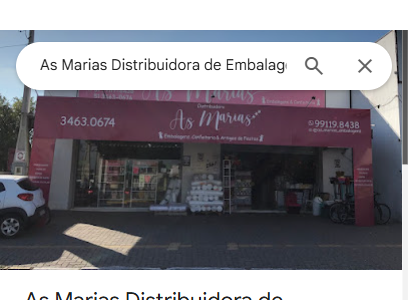 As Marias Distribuidora de Embalag
3463.0674
Distribuidora
As Marias
Embalagens, Confeitaria & Artigos de Festas
99119.8438
As Marias Distribuidora de